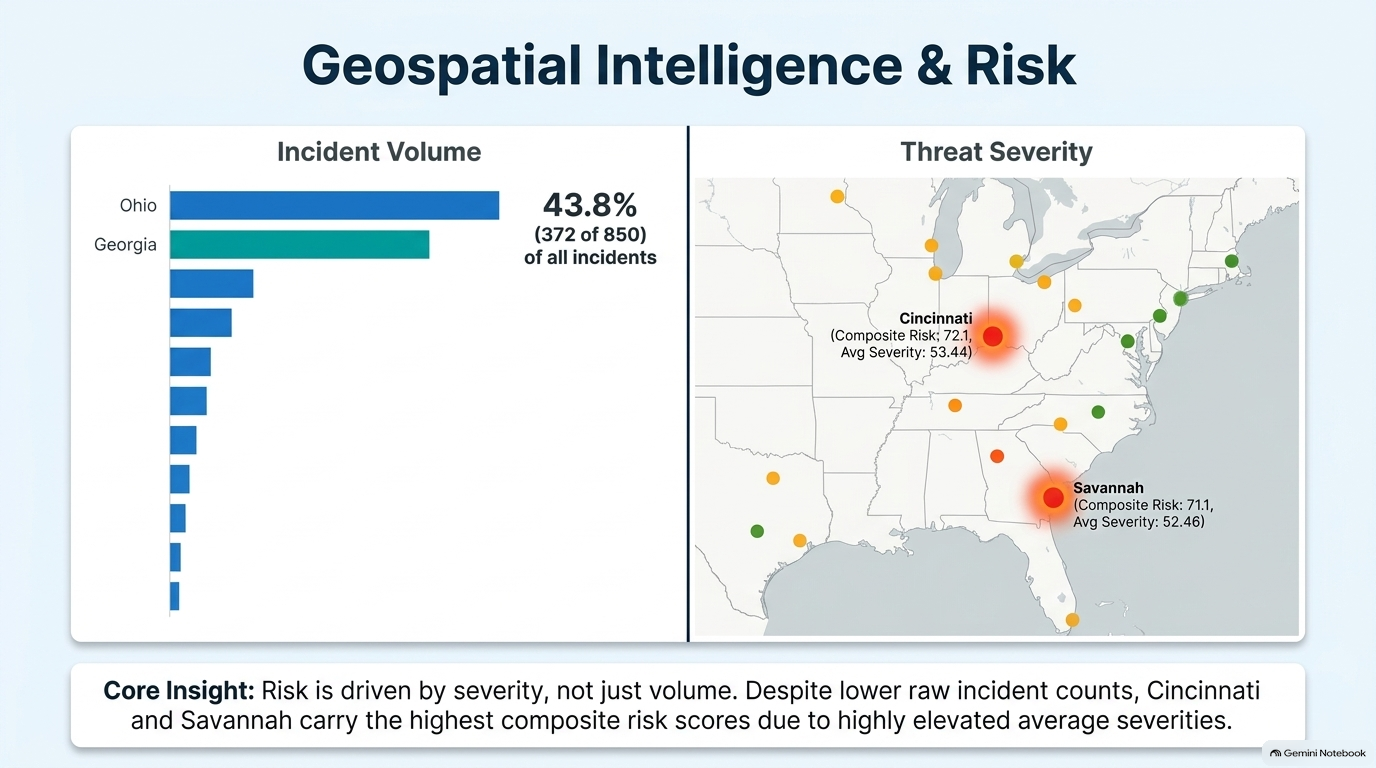 Geospatial Intelligence & Risk
Incident Volume
Ohio
Georgia
43.8%
(372 of 850)
of all incidents
Threat Severity
Cincinnati
(Composite Risk: 72.1,
Avg Severity: 53.44)
Savannah
(Composite Risk: 71.1,
Avg Severity: 52.46)
Core Insight: Risk is driven by severity, not just volume. Despite lower raw incident counts, Cincinnati
and Savannah carry the highest composite risk scores due to highly elevated average severities.
Gemini Notebook